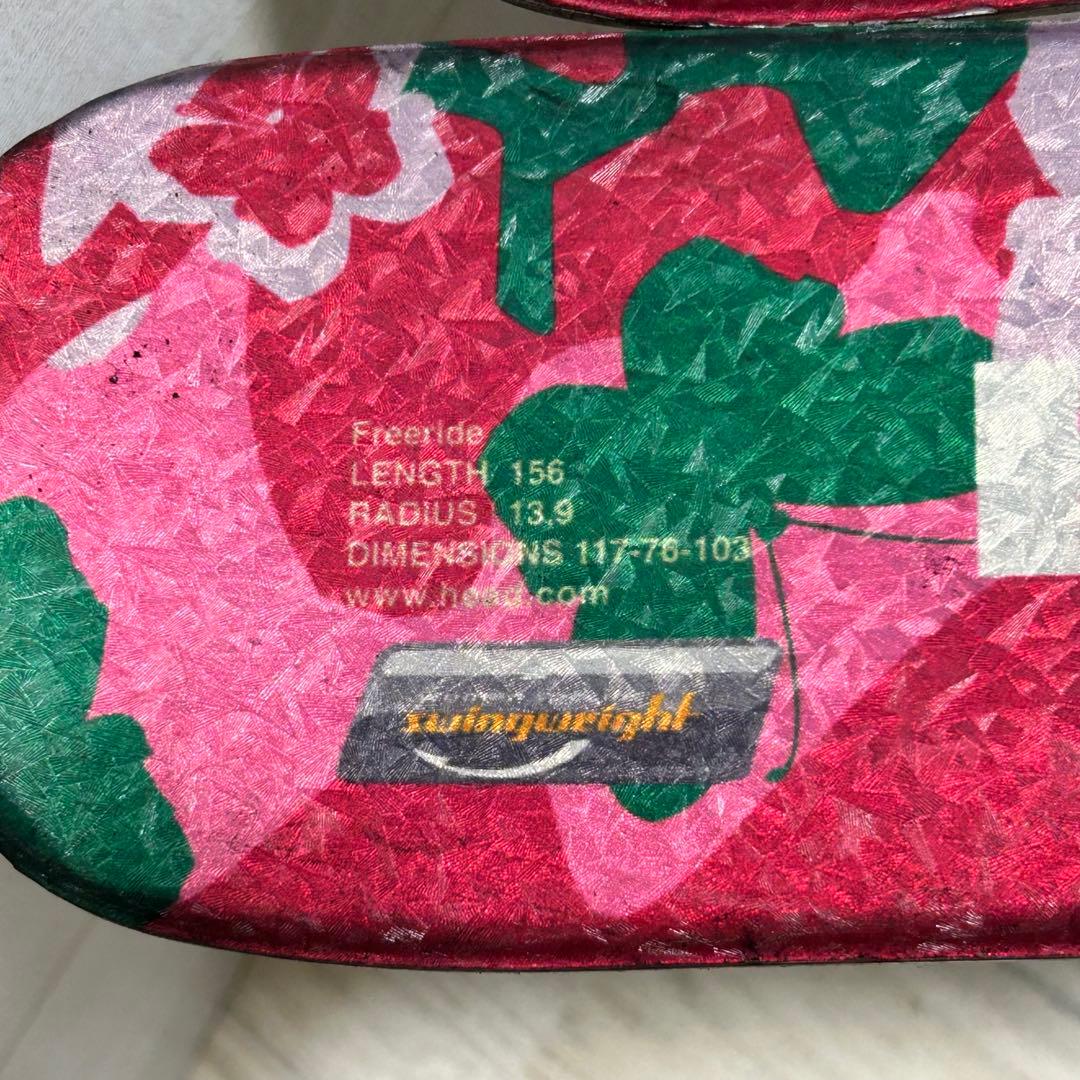 Freeride
LENGTH 156
RADIUS 13.9
DIMENSIONS 117-76-103
www.head.com
swingwright